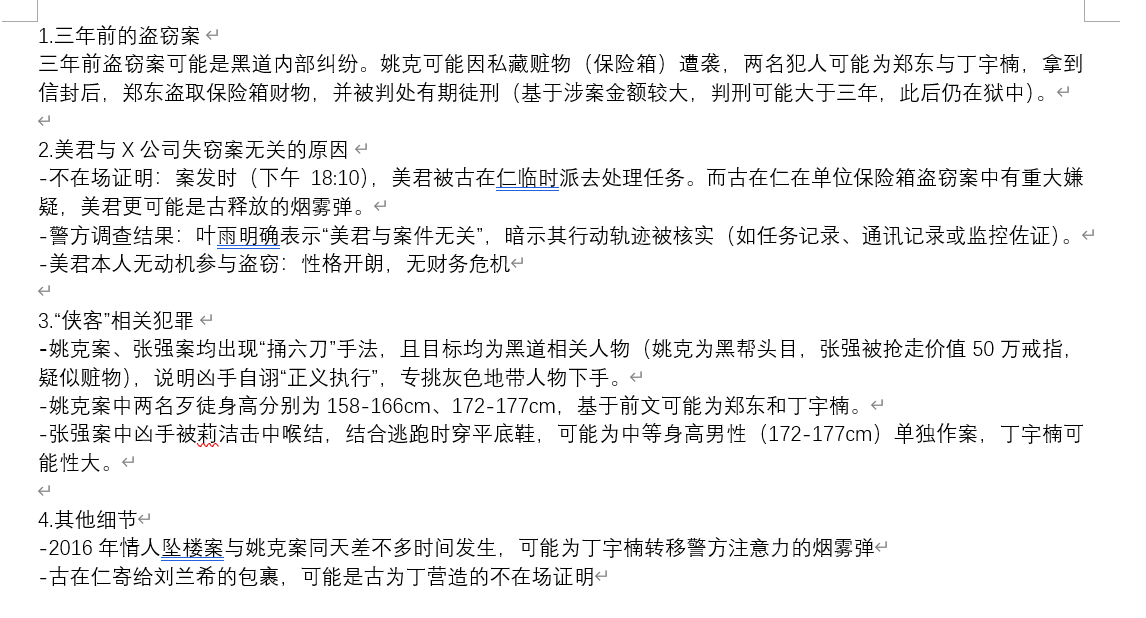 1.三年前的盗窃案
三年前盗窃案可能是黑道内部纠纷。姚克可能因私藏赃物（保险箱）遭袭，两名犯人可能为郑东与丁宇楠，拿到
信封后，郑东盗取保险箱财物，并被判处有期徒刑（基于涉案金额较大，判刑可能大于三年，此后仍在狱中）。
2.美君与 X 公司失窃案无关的原因
-不在场证明：案发时（下午 18:10），美君被古在仁临时派去处理任务。而古在仁在单位保险箱盗窃案中有重大嫌
疑，美君更可能是古释放的烟雾弹。
-警方调查结果：叶雨明确表示“美君与案件无关”，暗示其行动轨迹被核实（如任务记录、通讯记录或监控佐证）。
-美君本人无动机参与盗窃：性格开朗，无财务危机
3.“侠客”相关犯罪
-姚克案、张强案均出现“捅六刀”手法，且目标均为黑道相关人物（姚克为黑帮头目，张强被抢走价值 50 万戒指，
疑似赃物），说明凶手自诩“正义执行”，专挑灰色地带人物下手。
-姚克案中两名歹徒身高分别为 158-166cm、172-177cm，基于前文可能为郑东和丁宇楠。
-张强案中凶手被莉洁击中喉结，结合逃跑时穿平底鞋，可能为中等身高男性（172-177cm）单独作案，丁宇楠可
能性大。
4.其他细节
-2016 年情人坠楼案与姚克案同天差不多时间发生，可能为丁宇楠转移警方注意力的烟雾弹
-古在仁寄给刘兰希的包裹，可能是古为丁营造的不在场证明